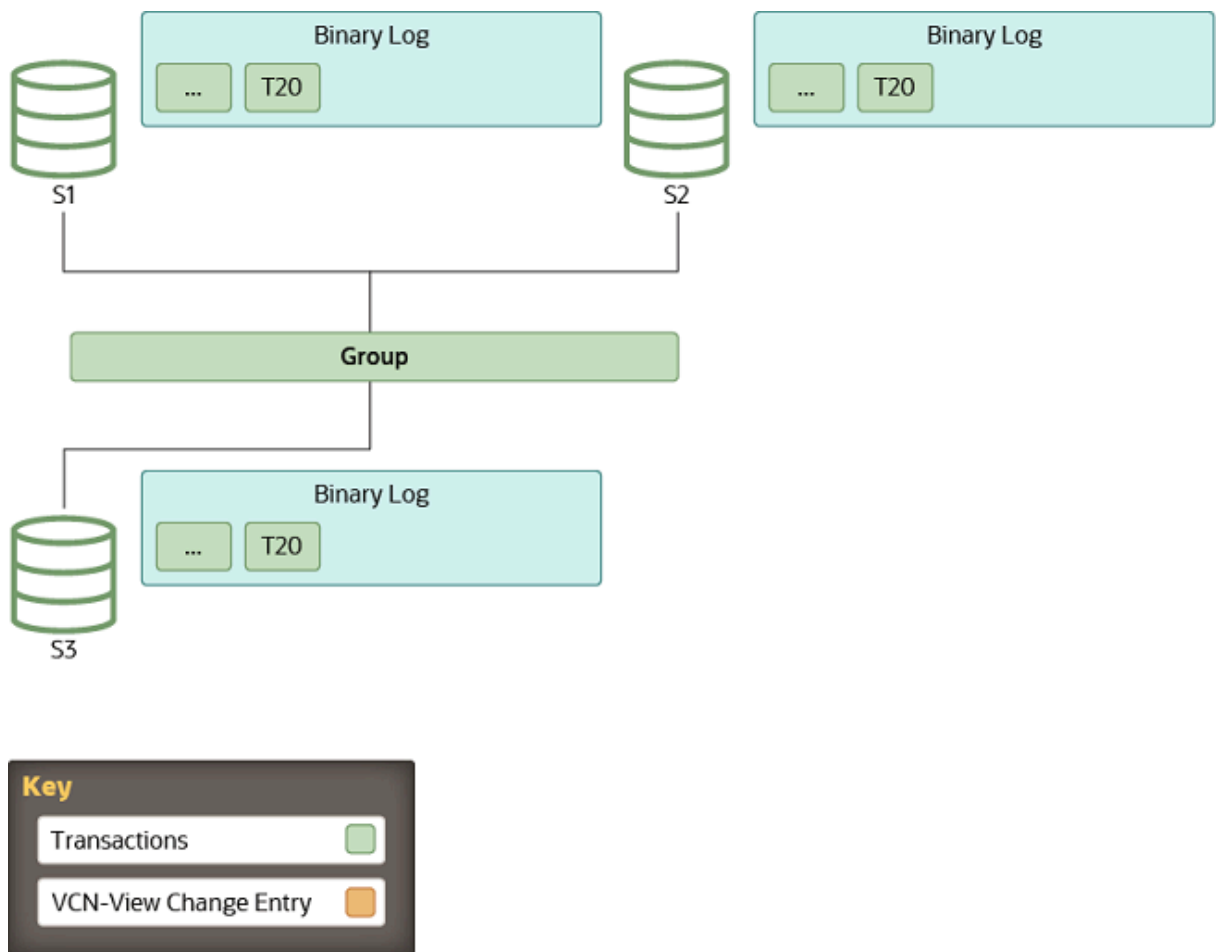 Binary Log
... T20
S1
Binary Log
... T20
S2
Group
Binary Log
... T20
S3
Key
Transactions
VCN-View Change Entry